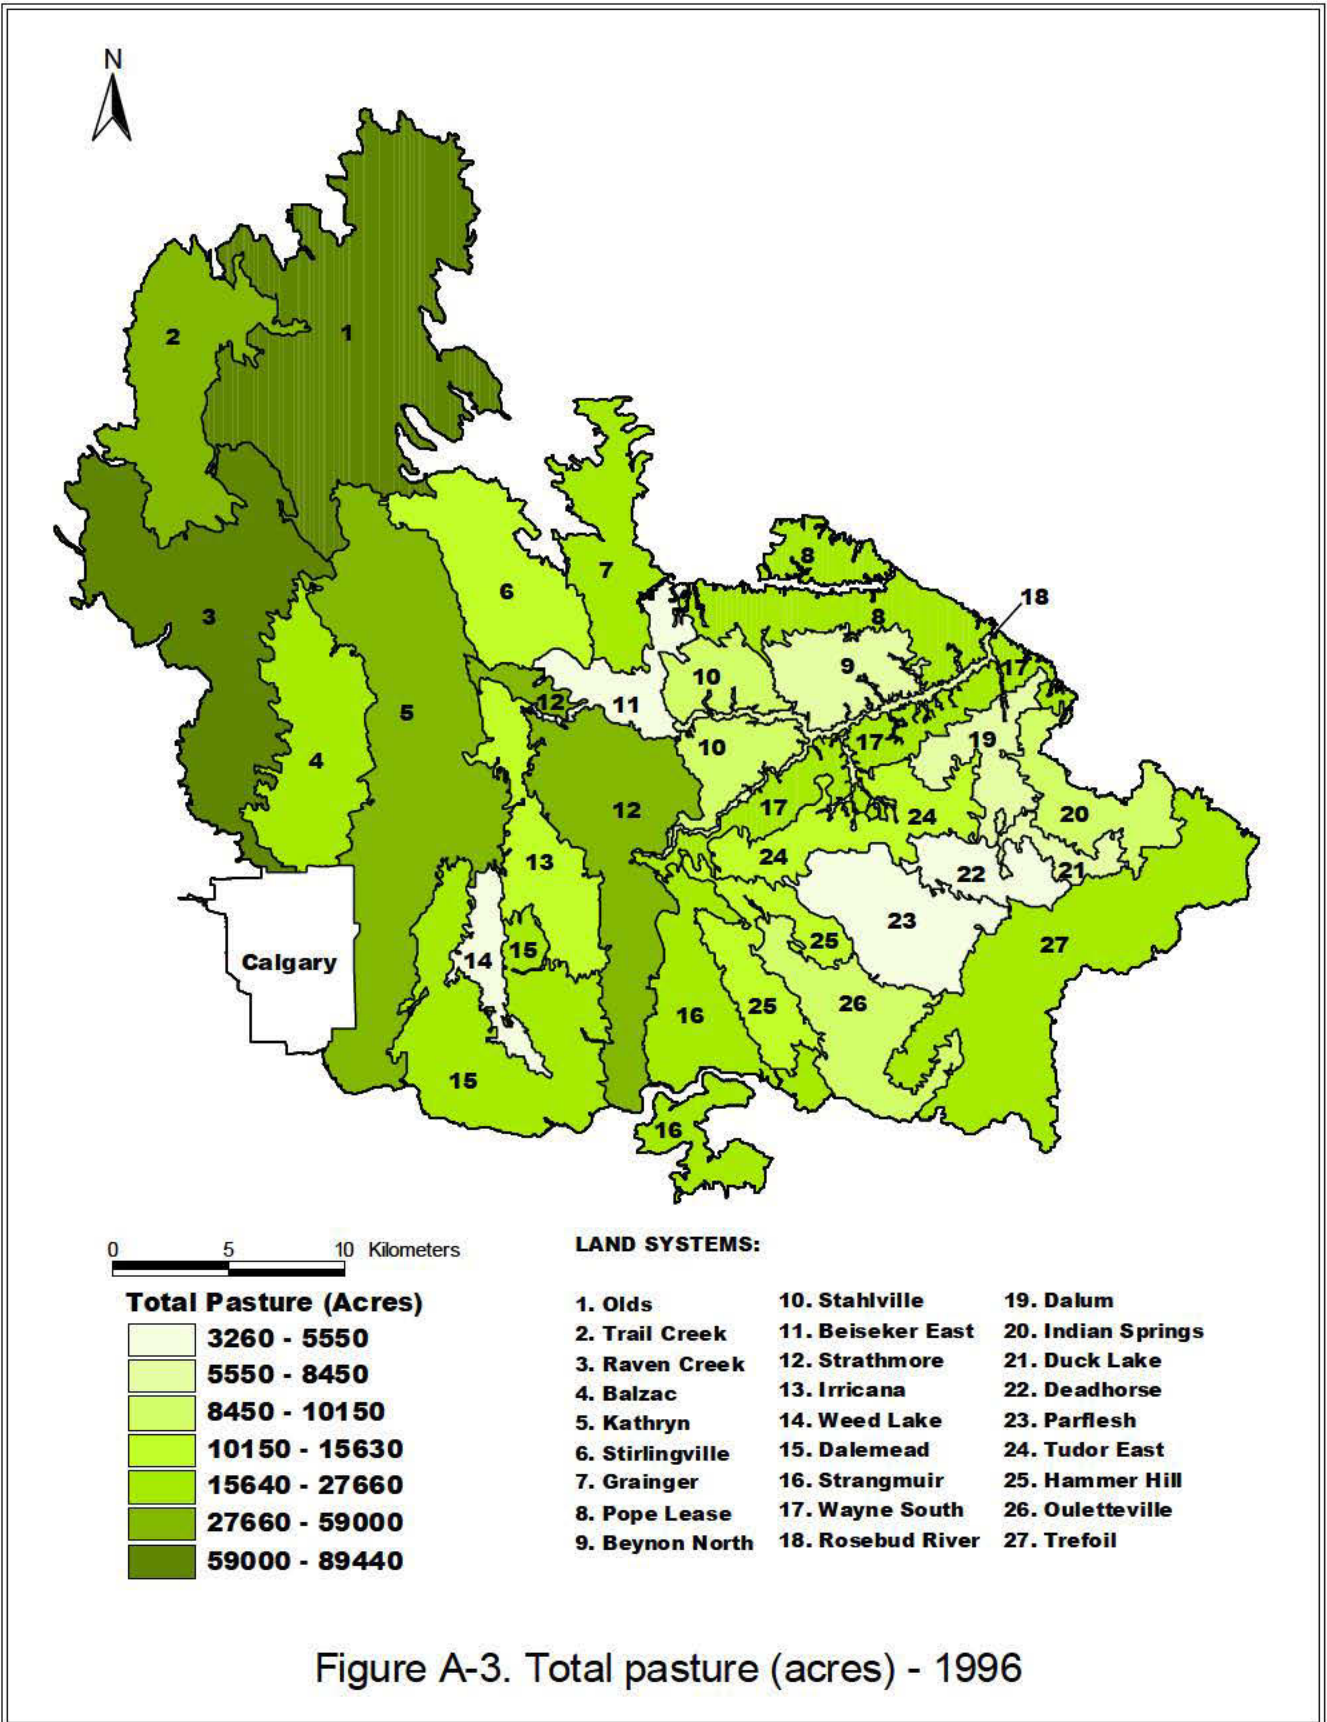 N
1
2
3
4
5
6
7
8
8
18
17
9
10
11
12
10
17
19
12
17
24
20
13
24
22
21
23
25
27
15
14
Calgary
26
25
16
15
16
0 5 10 Kilometers
Total Pasture (Acres)
3260 - 5550
5550 - 8450
8450 - 10150
10150 - 15630
15640 - 27660
27660 - 59000
59000 - 89440
LAND SYSTEMS:
1. Olds
2. Trail Creek
3. Raven Creek
4. Balzac
5. Kathryn
6. Stirlingville
7. Grainger
8. Pope Lease
9. Beynon North
10. Stahlville
11. Beiseker East
12. Strathmore
13. Irricana
14. Weed Lake
15. Dalemead
16. Strangmuir
17. Wayne South
18. Rosebud River
19. Dalum
20. Indian Springs
21. Duck Lake
22. Deadhorse
23. Parflesh
24. Tudor East
25. Hammer Hill
26. Ouletteville
27. Trefoil
Figure A-3. Total pasture (acres) - 1996